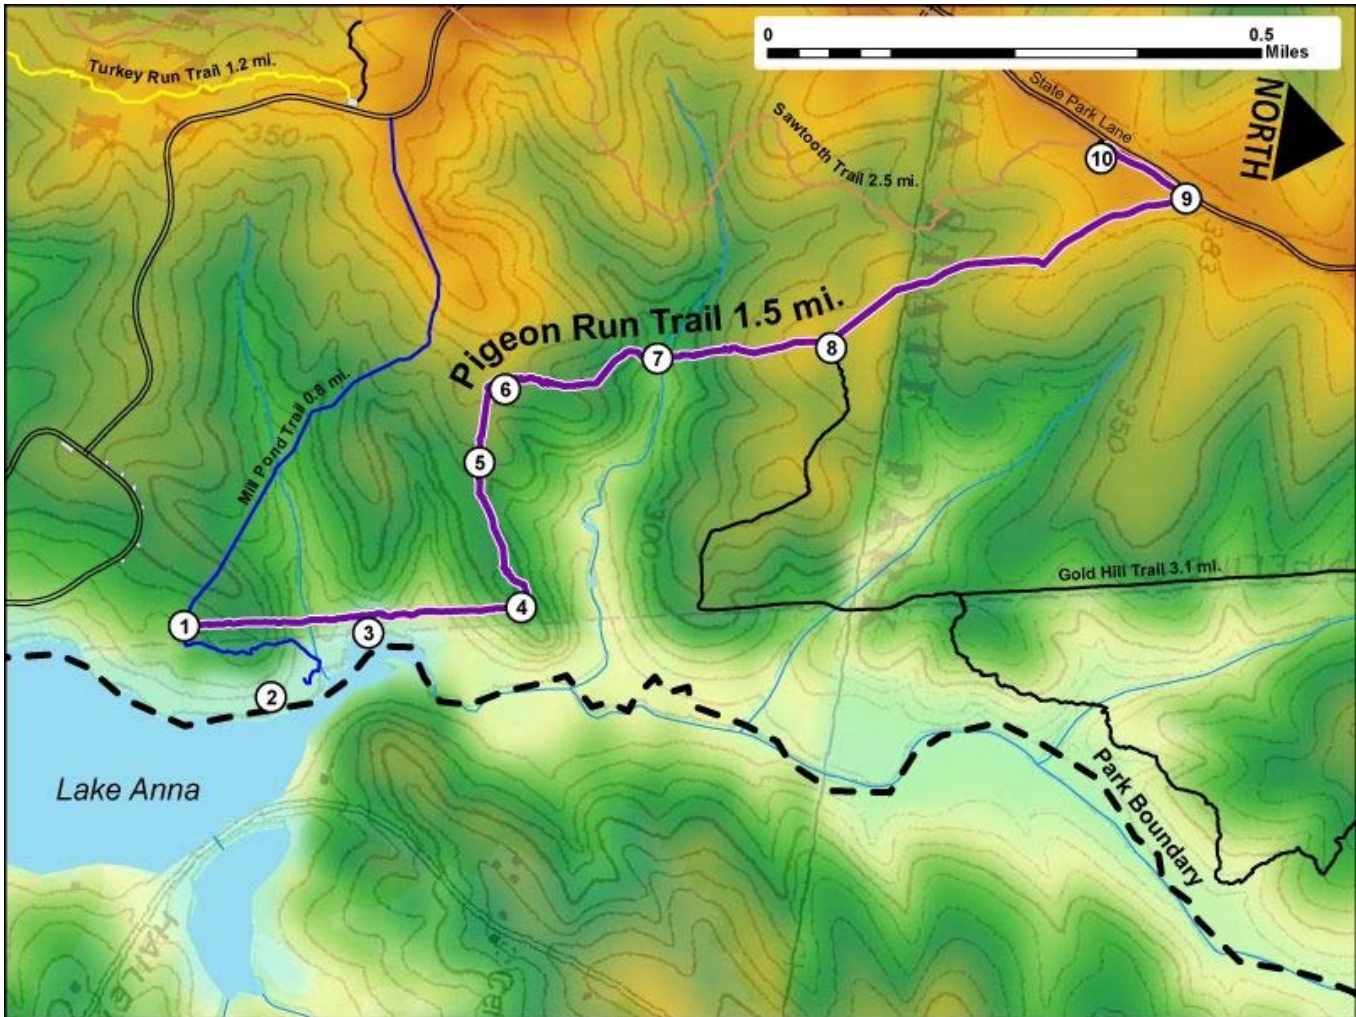 0 0.5
Miles
NORTH
State Park Lane
Turkey Run Trail 1.2 mi.
350
Sawtooth Trail 2.5 mi.
10
9
383
Pigeon Run Trail 1.5 mi.
8
7
6
Mill Pond Trail 0.8 mi.
350
5
300
STATE PARK
Gold Hill Trail 3.1 mi.
4
1
3
2
Lake Anna
Park Boundary